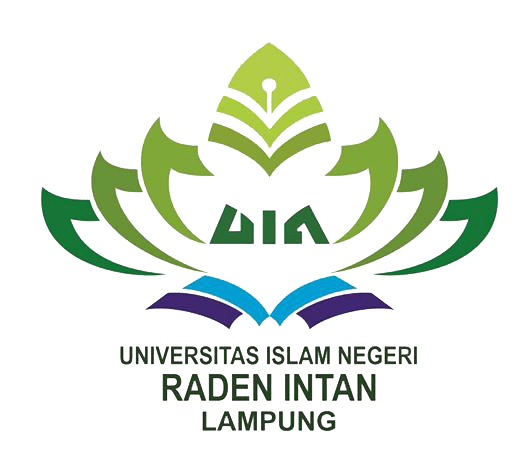 UIN
UNIVERSITAS ISLAM NEGERI
RADEN INTAN
LAMPUNG